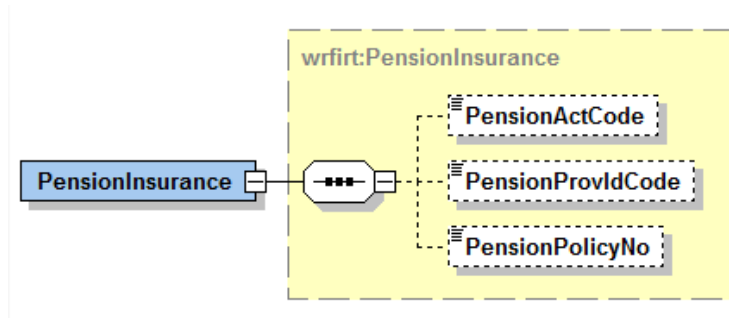 wrfirt:PensionInsurance
PensionActCode
PensionInsurance
PensionProvIdCode
PensionPolicyNo